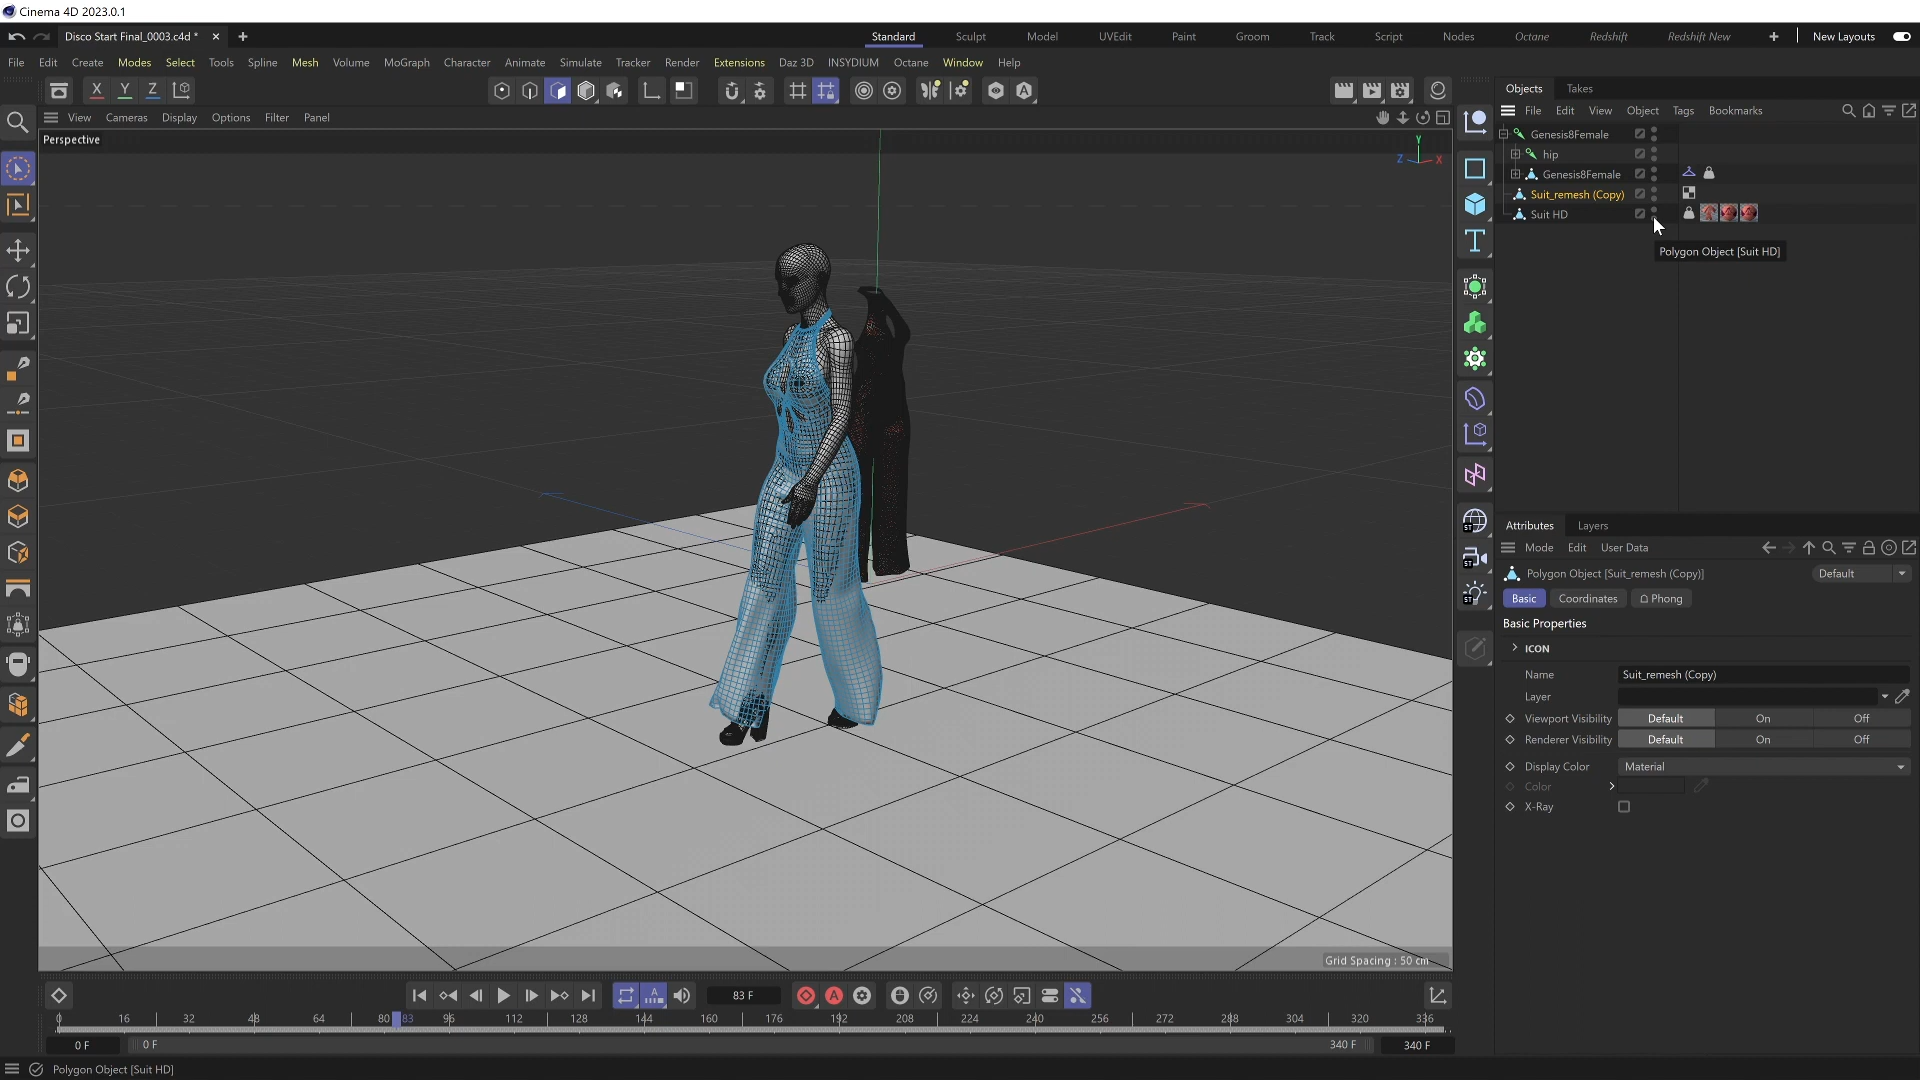 Cinema 4D 2023.0.1
Disco Start Final_0003.c4d *
Standard Sculpt Model UVEdit Paint Groom Track Script Nodes Octane Redshift Redshift New New Layouts
File Edit Create Modes Select Tools Spline Mesh Volume MoGraph Character Animate Simulate Tracker Render Extensions Daz 3D INSYDIUM Octane Window Help
X Y Z
Objects Takes
File Edit View Object Tags Bookmarks
View Cameras Display Options Filter Panel
Perspective
Y
Z X
Genesis8Female
hip
Genesis8Female
Suit_remesh (Copy)
Suit HD
Polygon Object [Suit HD]
ST
ST
ST
Attributes Layers
Mode Edit User Data
Polygon Object [Suit_remesh (Copy)] Default
Basic Coordinates Phong
Basic Properties
ICON
Name Suit_remesh (Copy)
Layer
Viewport Visibility Default On Off
Renderer Visibility Default On Off
Display Color Material
Color
X-Ray
Grid Spacing : 50 cm
A 83 F A
0 16 32 48 64 80 83 96 112 128 144 160 176 192 208 224 240 256 272 288 304 320 336
0 F 0 F 340 F 340 F
Polygon Object [Suit HD]